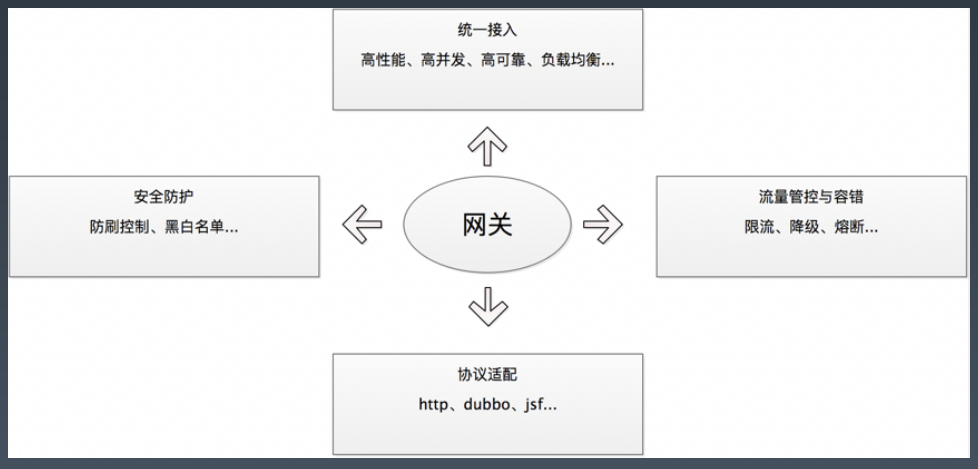 统一接入
高性能、高并发、高可靠、负载均衡...
安全防护
防刷控制、黑白名单...
网关
流量管控与容错
限流、降级、熔断...
协议适配
http、dubbo、jsf...